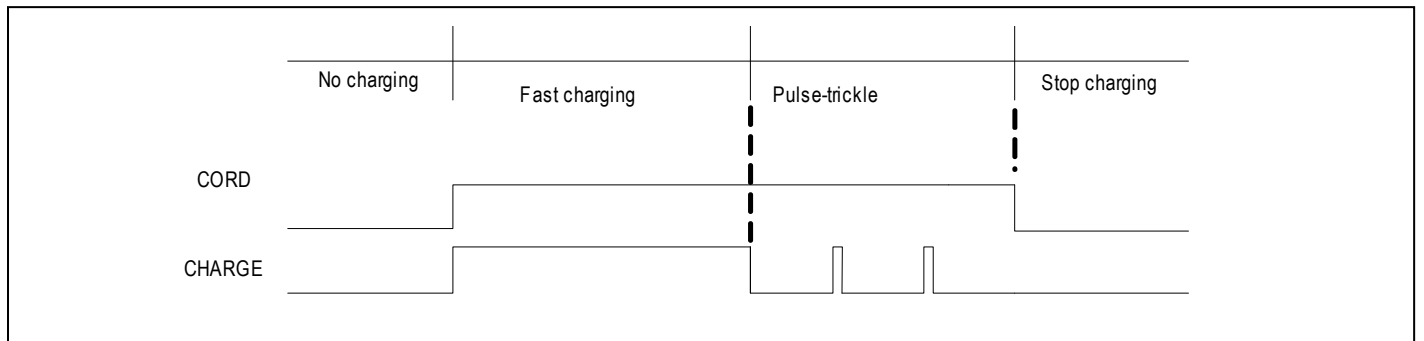 No charging
Fast charging
Pulse-trickle
Stop charging
CORD
CHARGE